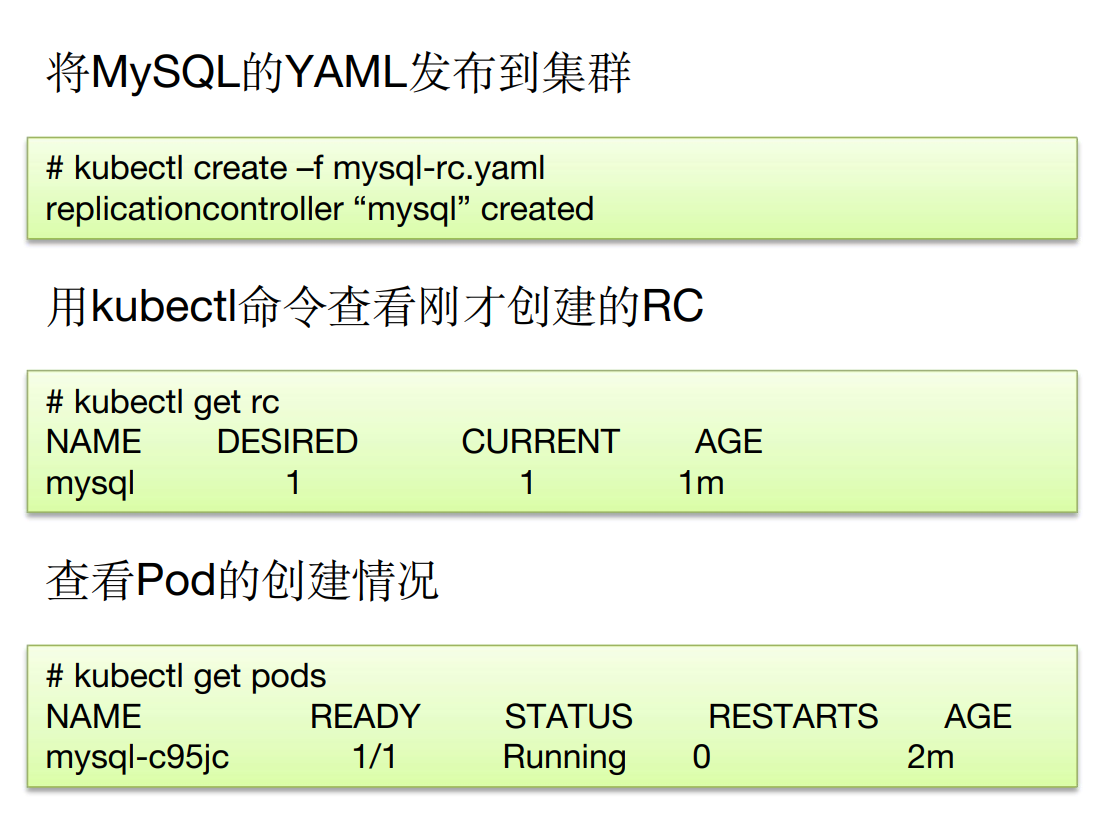 将MySQL的YAML发布到集群
# kubectl create –f mysql-rc.yaml
replicationcontroller “mysql” created
用kubectl命令查看刚才创建的RC
# kubectl get rc
NAME DESIRED CURRENT AGE
mysql 1 1 1m
查看Pod的创建情况
# kubectl get pods
NAME READY STATUS RESTARTS AGE
mysql-c95jc 1/1 Running 0 2m